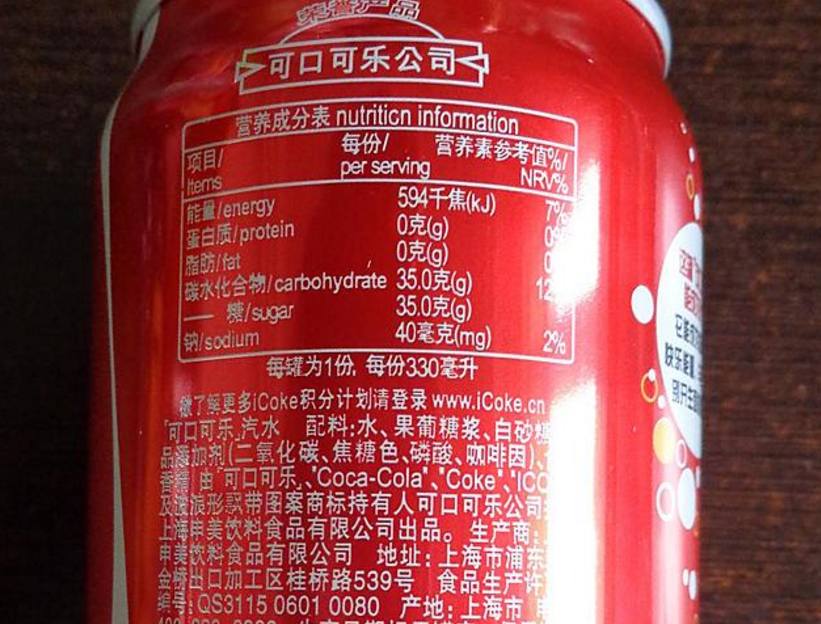 荣誉产品
可口可乐公司
营养成分表 nutrition information
项目/ 每份/ 营养素参考值%/
Items per serving NRV%
能量/energy 594千焦(kJ) 7%
蛋白质/protein 0克(g)
脂肪/fat 0克(g)
碳水化合物/carbohydrate 35.0克(g) 12
—— 糖/sugar 35.0克(g)
钠/sodium 40毫克(mg) 2%
每罐为1份, 每份330毫升
欲了解更多iCoke积分计划请登录 www.iCoke.cn
"可口可乐"汽水 配料:水、果葡糖浆、白砂糖
品添加剂(二氧化碳、焦糖色、磷酸、咖啡因)、
香精 由"可口可乐"、"Coca-Cola"、"Coke"、"ICO
及波浪形飘带图案商标持有人可口可乐公司
上海申美饮料食品有限公司出品。 生产商:
申美饮料食品有限公司 地址:上海市浦东
金桥出口加工区桂桥路539号 食品生产许
编号:QS3115 0601 0080 产地:上海市
快乐能量